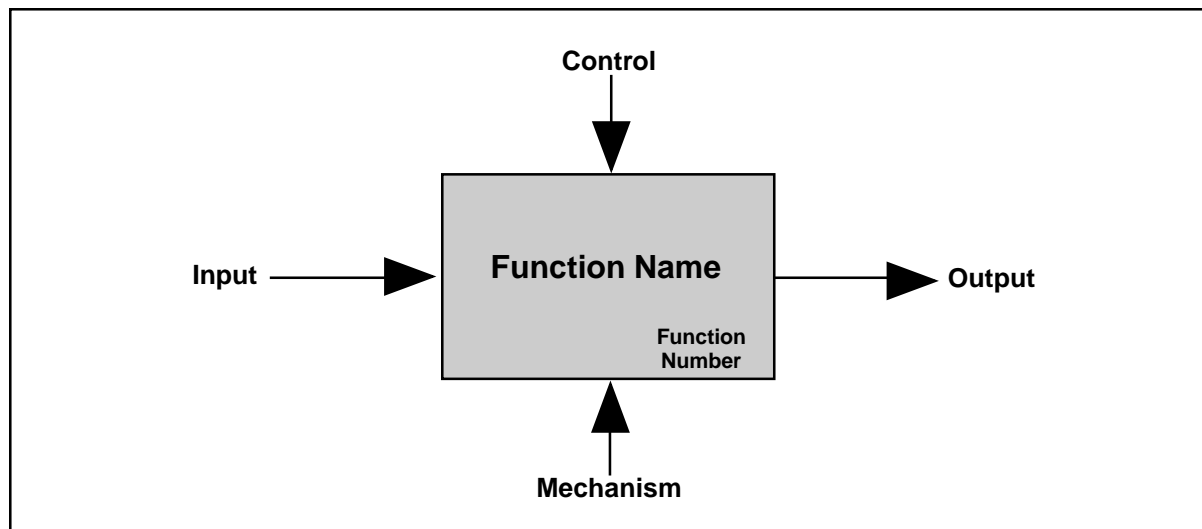 Control
Input
Function Name
Output
Function
Number
Mechanism